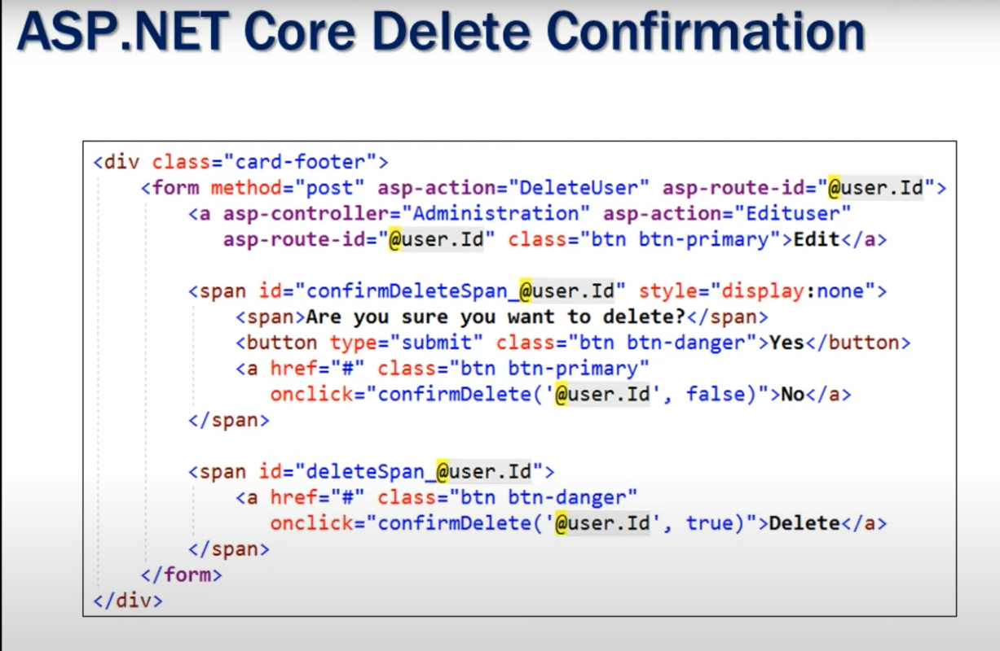 ASP.NET Core Delete Confirmation
<div class="card-footer">
<form method="post" asp-action="DeleteUser" asp-route-id="@user.Id">
<a asp-controller="Administration" asp-action="Edituser"
asp-route-id="@user.Id" class="btn btn-primary">Edit</a>
<span id="confirmDeleteSpan_@user.Id" style="display:none">
<span>Are you sure you want to delete?</span>
<button type="submit" class="btn btn-danger">Yes</button>
<a href="#" class="btn btn-primary"
onclick="confirmDelete('@user.Id', false)">No</a>
</span>
<span id="deleteSpan_@user.Id">
<a href="#" class="btn btn-danger"
onclick="confirmDelete('@user.Id', true)">Delete</a>
</span>
</form>
</div>